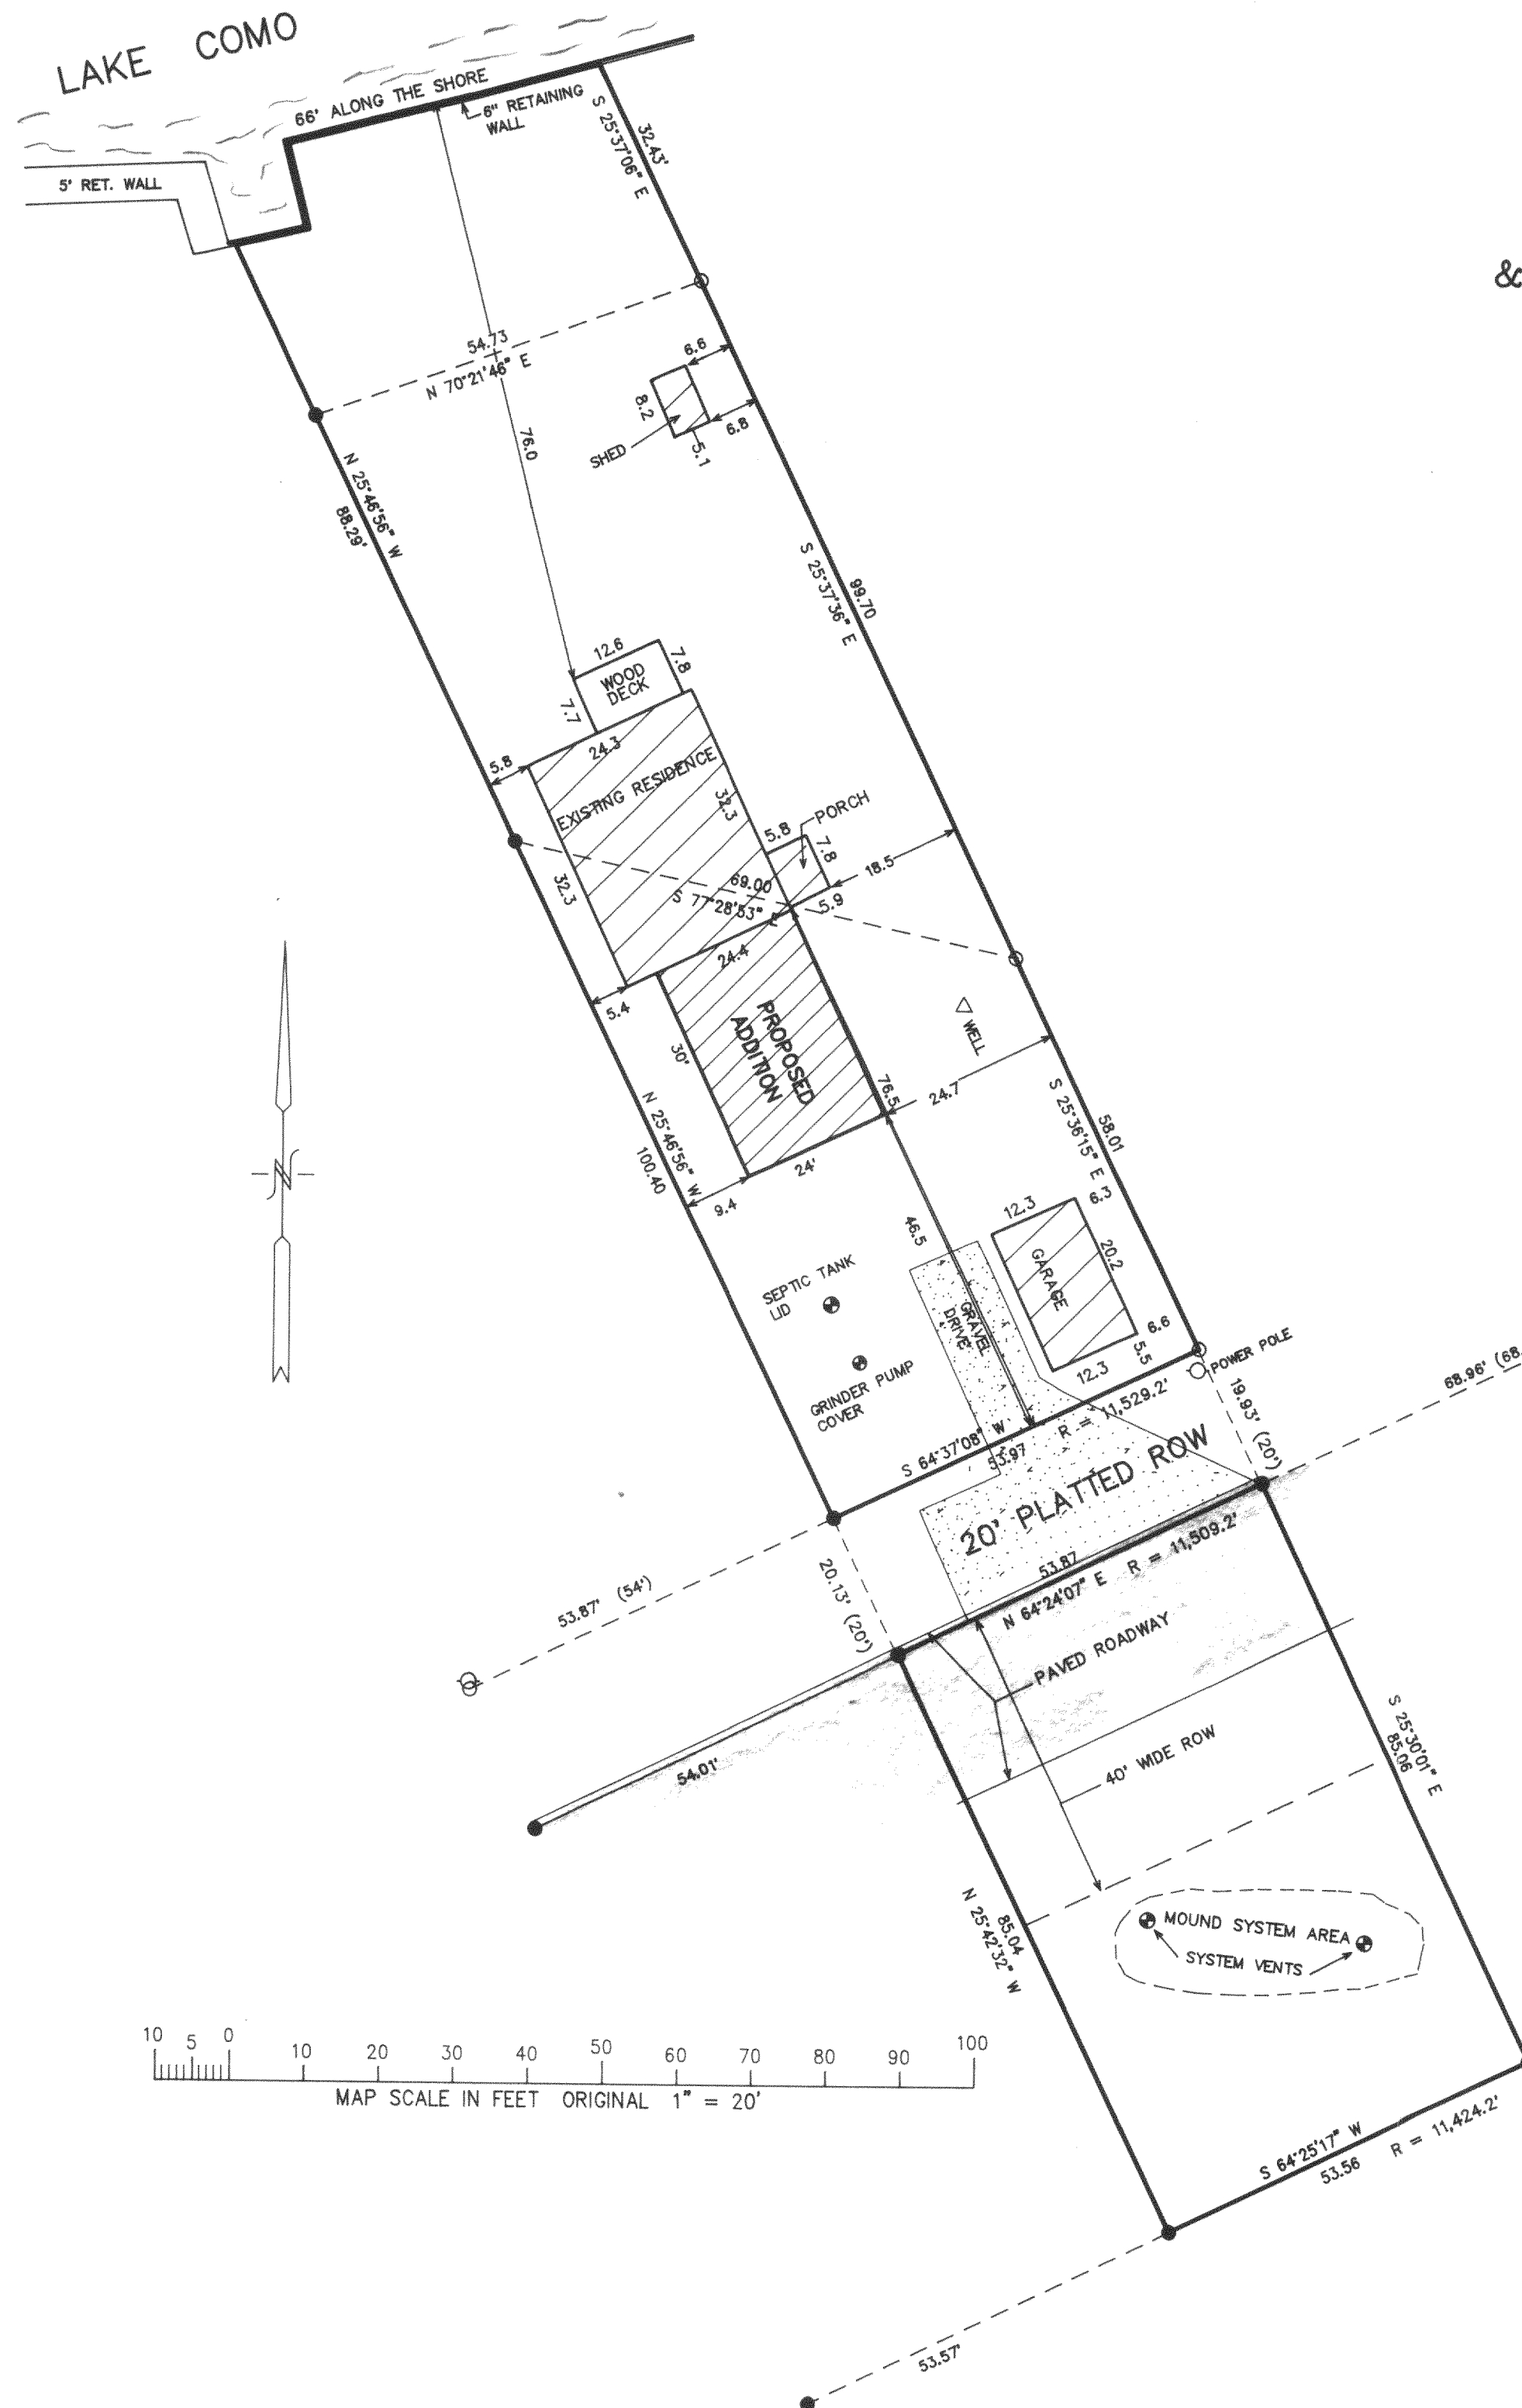 LAKE COMO
66' ALONG THE SHORE
6" RETAINING
WALL
5' RET. WALL
S 25°37'06" E
32.43'
&
54.73
N 70°21'46" E
6.6
8.2
SHED
5.1
6.8
76.0
N 25°46'56" W
88.29'
S 25°37'36" E
99.70
12.6
7.8
WOOD
DECK
7.7
5.8
24.3
EXISTING RESIDENCE
32.3
PORCH
5.8
7.8
18.5
32.3
69.00
S 77°28'53" E
5.9
24.4
5.4
PROPOSED
ADDITION
30'
WELL
76.5
24.7
N 25°46'56" W
100.40
S 25°36'15" E
58.01
24'
9.4
46.5
12.3
6.3
GARAGE
20.2
SEPTIC TANK
LID
GRAVEL
DRIVE
6.6
5.5
12.3
POWER POLE
GRINDER PUMP
COVER
S 64°37'08" W
R = 11,529.2'
53.97
19.93' (20')
68.96' (68.
20' PLATTED ROW
53.87' (54')
20.13' (20')
53.87
N 64°24'07" E
R = 11,509.2'
PAVED ROADWAY
54.01'
40' WIDE ROW
S 25°30'01" E
85.06
85.04
N 25°42'32" W
MOUND SYSTEM AREA
SYSTEM VENTS
10 5 0 10 20 30 40 50 60 70 80 90 100
MAP SCALE IN FEET ORIGINAL 1" = 20'
S 64°25'17" W
R = 11,424.2'
53.56
53.57'
N